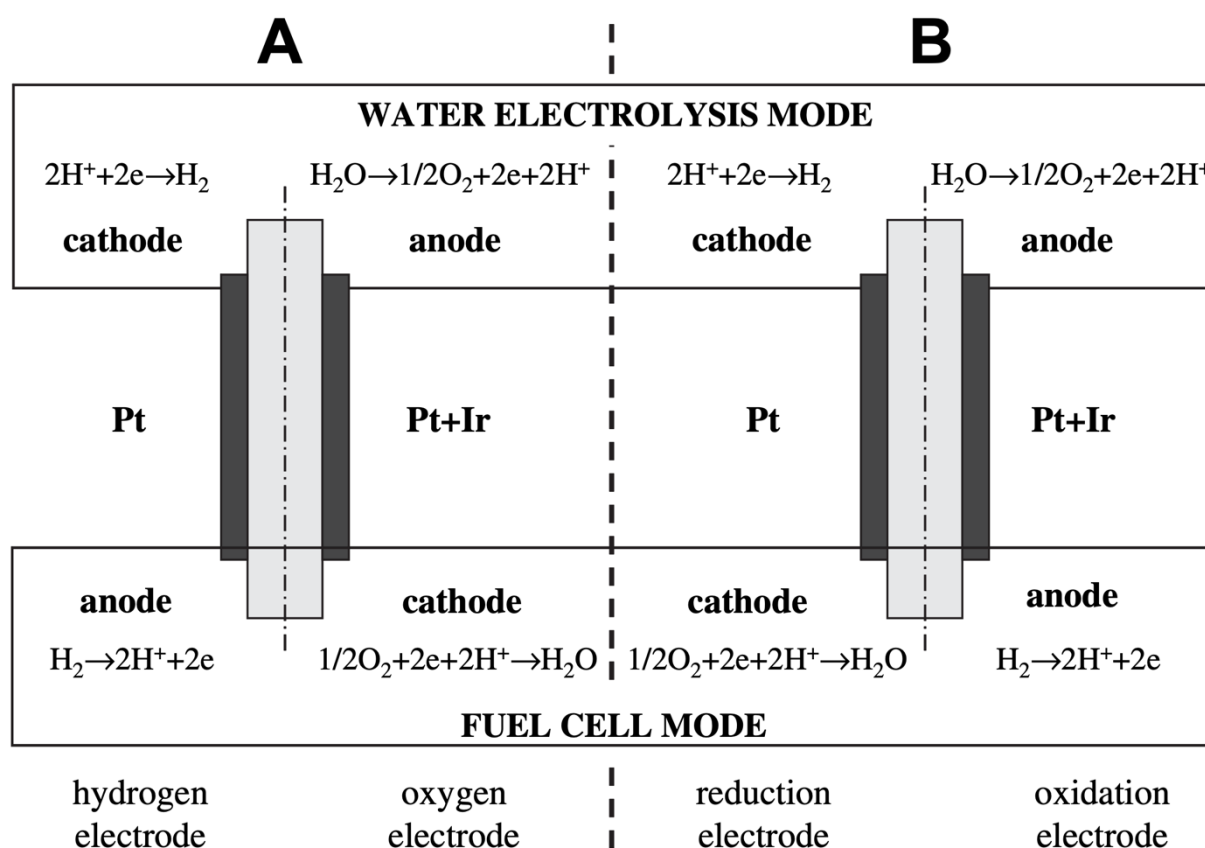 A B
WATER ELECTROLYSIS MODE
2H⁺+2e→H₂ H₂O→1/2O₂+2e+2H⁺ 2H⁺+2e→H₂ H₂O→1/2O₂+2e+2H⁺
cathode anode cathode anode
Pt Pt+Ir Pt Pt+Ir
anode cathode cathode anode
H₂→2H⁺+2e 1/2O₂+2e+2H⁺→H₂O 1/2O₂+2e+2H⁺→H₂O H₂→2H⁺+2e
FUEL CELL MODE
hydrogen oxygen reduction oxidation
electrode electrode electrode electrode